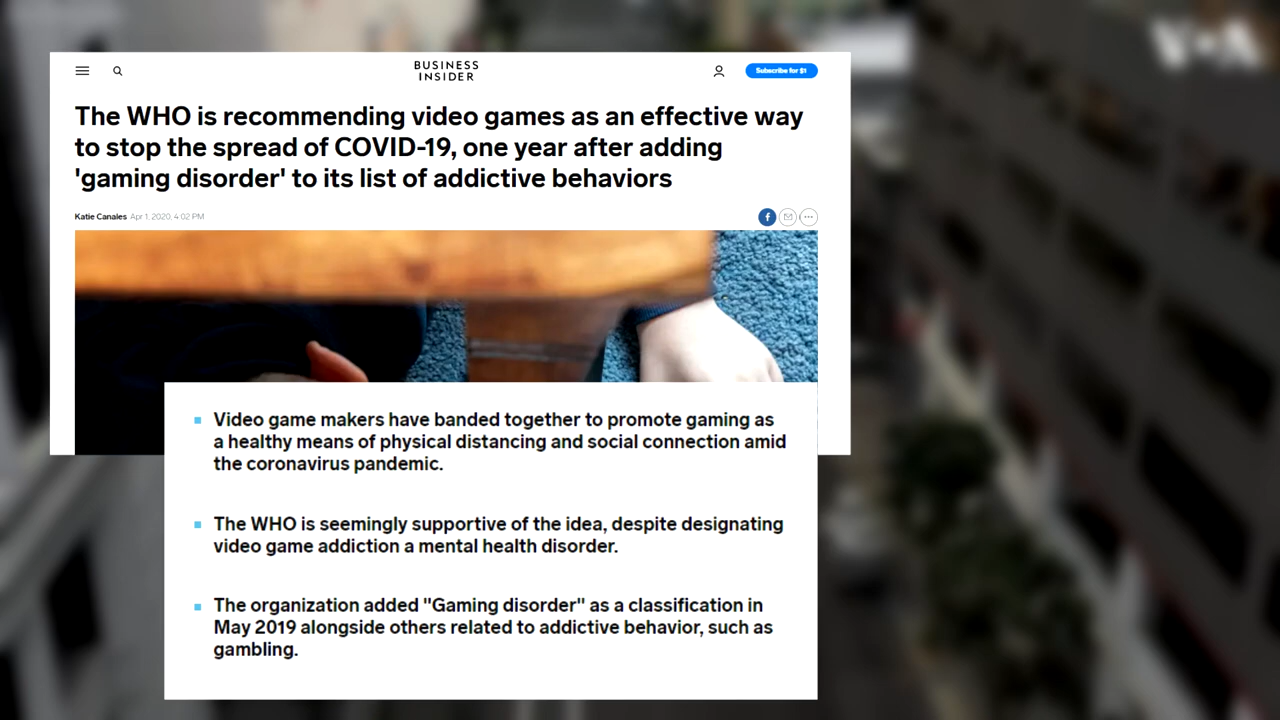 VOA
BUSINESS
INSIDER
Subscribe for $1
The WHO is recommending video games as an effective way
to stop the spread of COVID-19, one year after adding
'gaming disorder' to its list of addictive behaviors
Katie Canales Apr 1, 2020, 4:02 PM
f
Video game makers have banded together to promote gaming as
a healthy means of physical distancing and social connection amid
the coronavirus pandemic.
The WHO is seemingly supportive of the idea, despite designating
video game addiction a mental health disorder.
The organization added "Gaming disorder" as a classification in
May 2019 alongside others related to addictive behavior, such as
gambling.